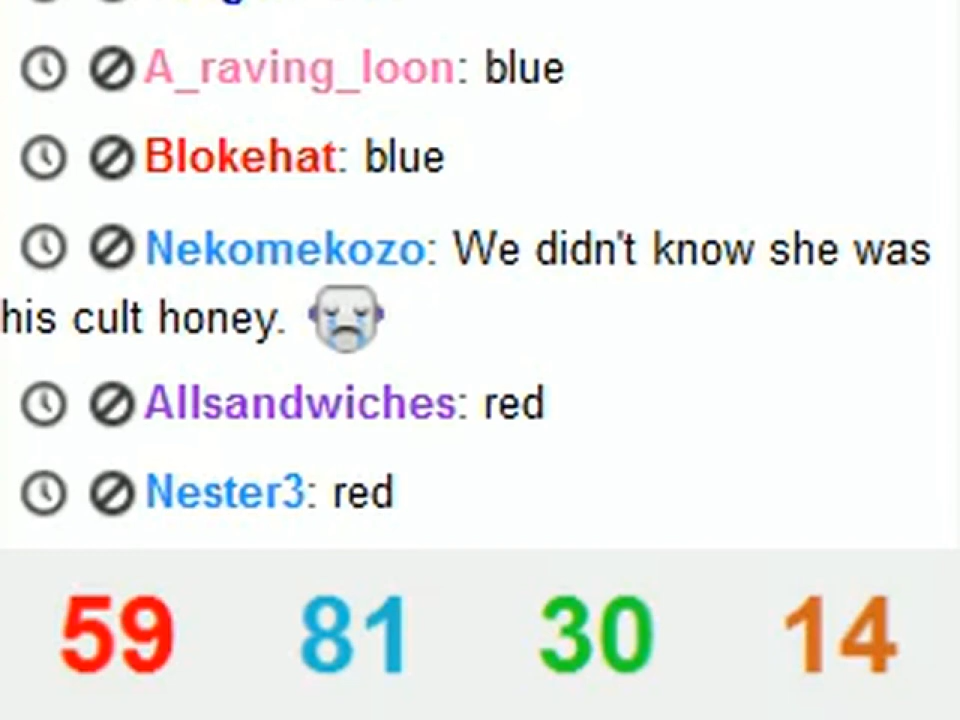 A_raving_loon: blue
Blokehat: blue
Nekomekozo: We didn't know she was
his cult honey.
Allsandwiches: red
Nester3: red
59 81 30 14